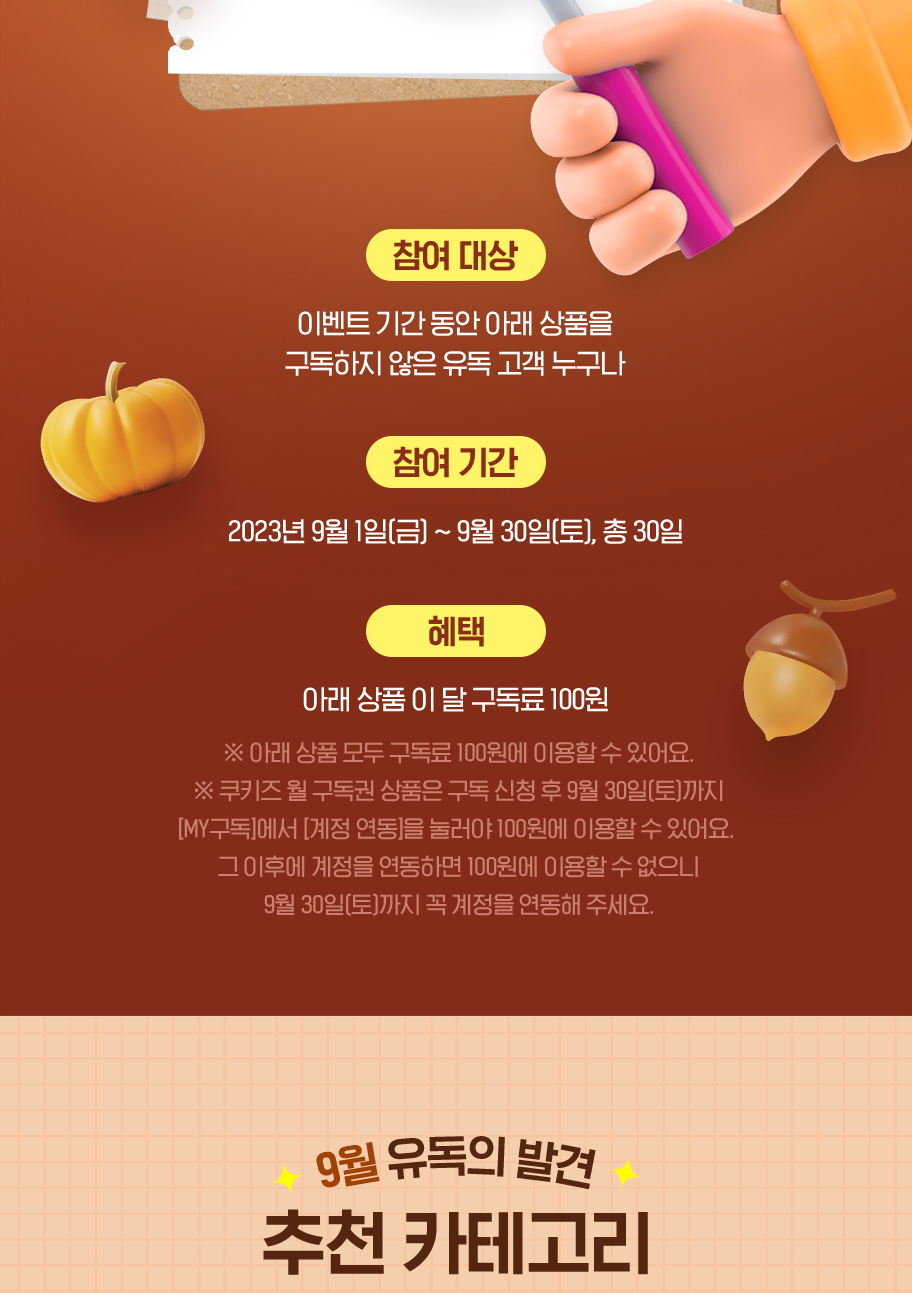 참여 대상
이벤트 기간 동안 아래 상품을
구독하지 않은 유독 고객 누구나
참여 기간
2023년 9월 1일(금) ~ 9월 30일(토), 총 30일
혜택
아래 상품 이 달 구독료 100원
※ 아래 상품 모두 구독료 100원에 이용할 수 있어요.
※ 쿠키즈 월 구독권 상품은 구독 신청 후 9월 30일(토)까지
[MY구독]에서 [계정 연동]을 눌러야 100원에 이용할 수 있어요.
그 이후에 계정을 연동하면 100원에 이용할 수 없으니
9월 30일(토)까지 꼭 계정을 연동해 주세요.
9월 유독의 발견
추천 카테고리